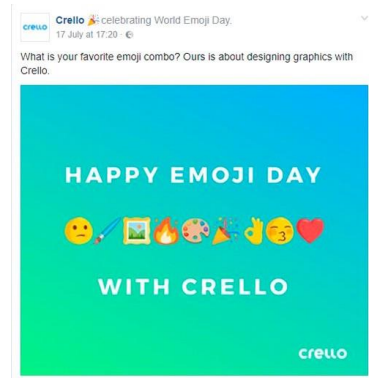 crello
Crello 🎉 celebrating World Emoji Day.
17 July at 17:20 ·
What is your favorite emoji combo? Ours is about designing graphics with
Crello.
HAPPY EMOJI DAY
😕🖌️🖼️🔥🎨🎉👌😙❤️
WITH CRELLO
crello